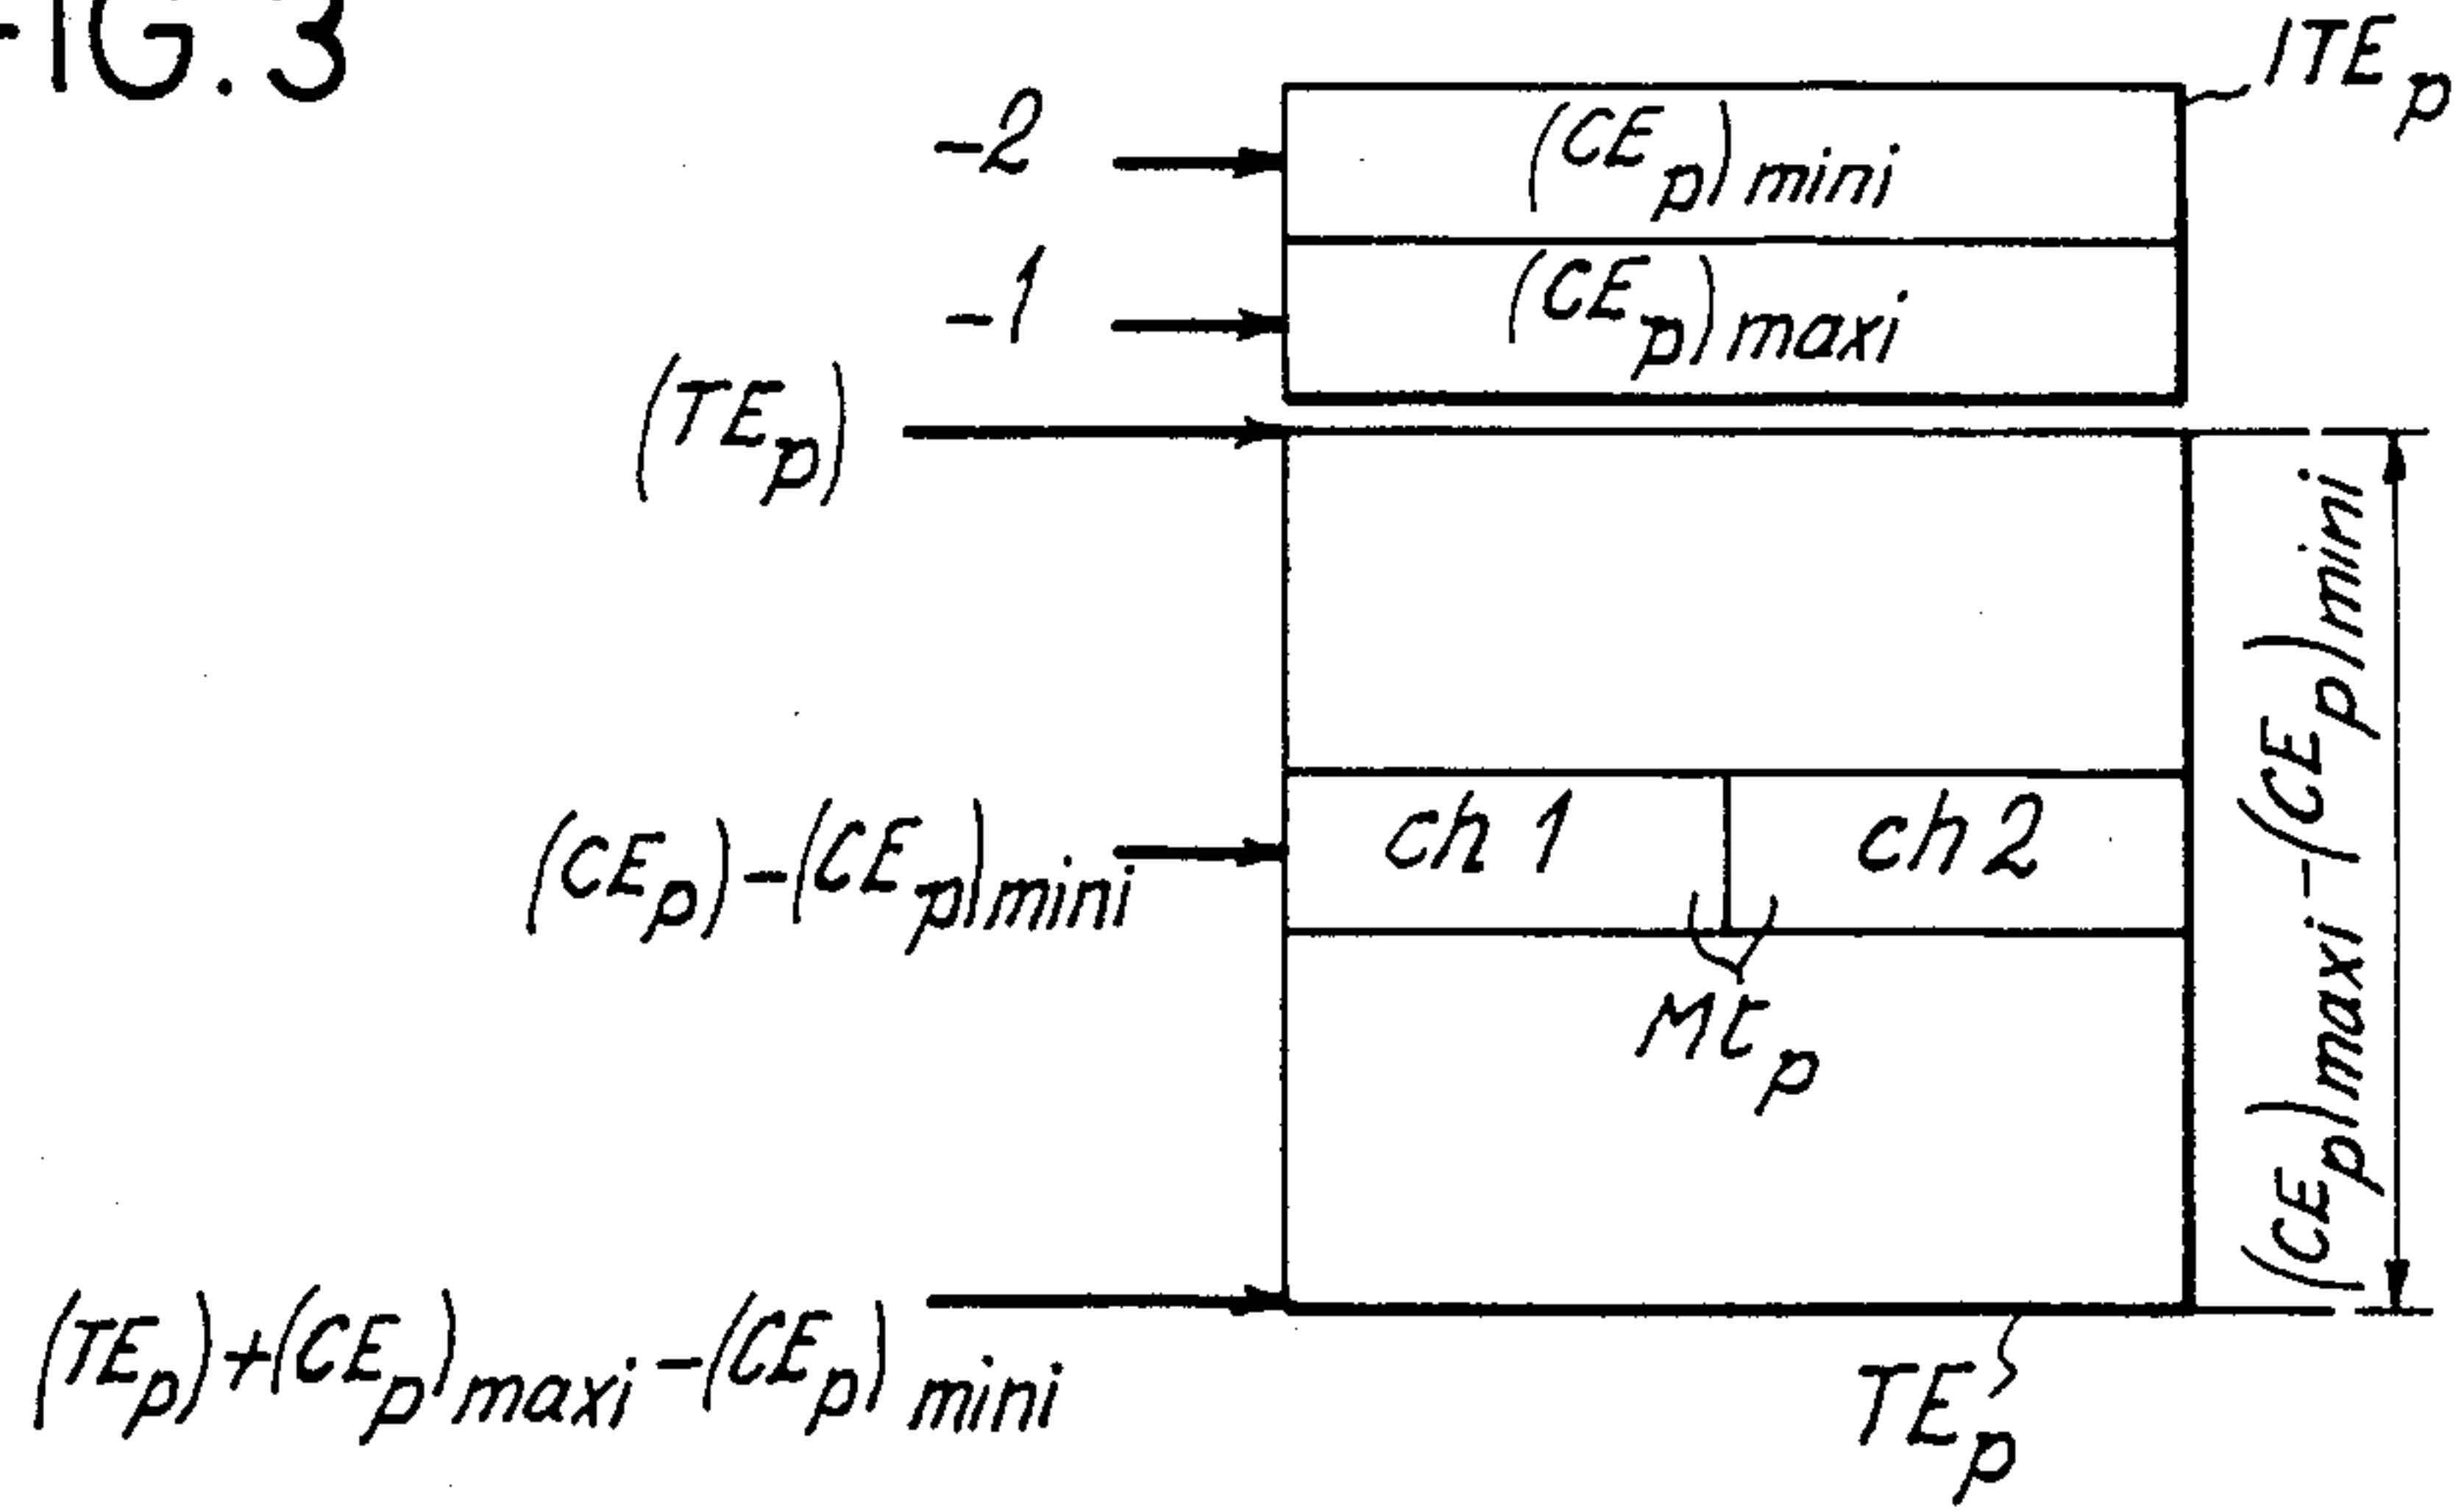 FIG. 3
ITEp
-2
(CEp)mini
-1
(CEp)maxi
(TEp)
(CEp)-(CEp)mini
ch 1
ch 2
Mtp
(CEp)maxi-(CEp)mini
(TEp)+(CEp)maxi-(CEp)mini
TEp